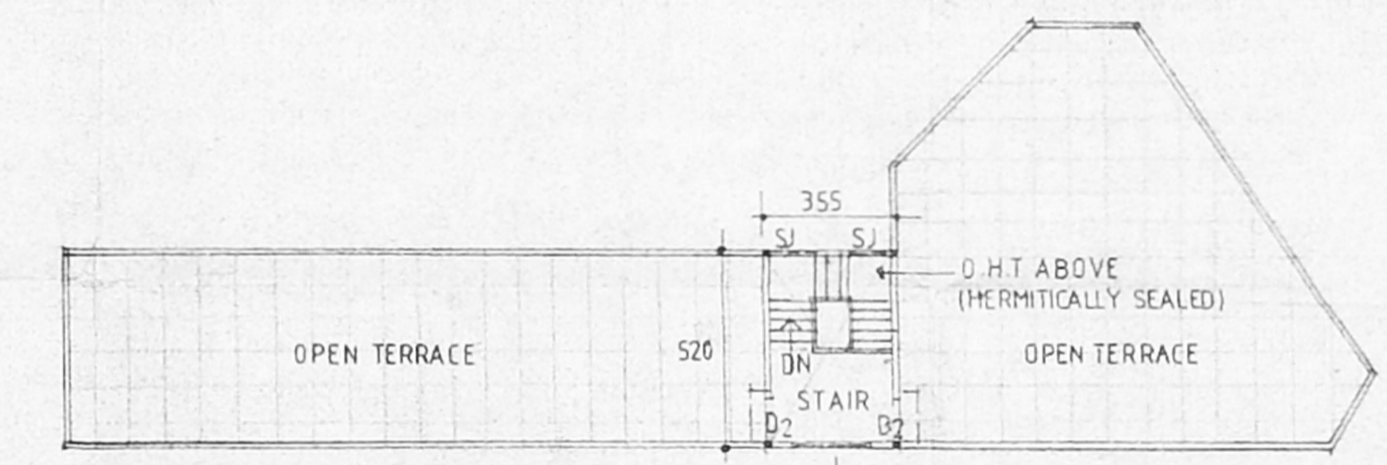 355
SJ SJ
O.H.T ABOVE
(HERMITICALLY SEALED)
OPEN TERRACE
520
OPEN TERRACE
DN
STAIR
D2
D2